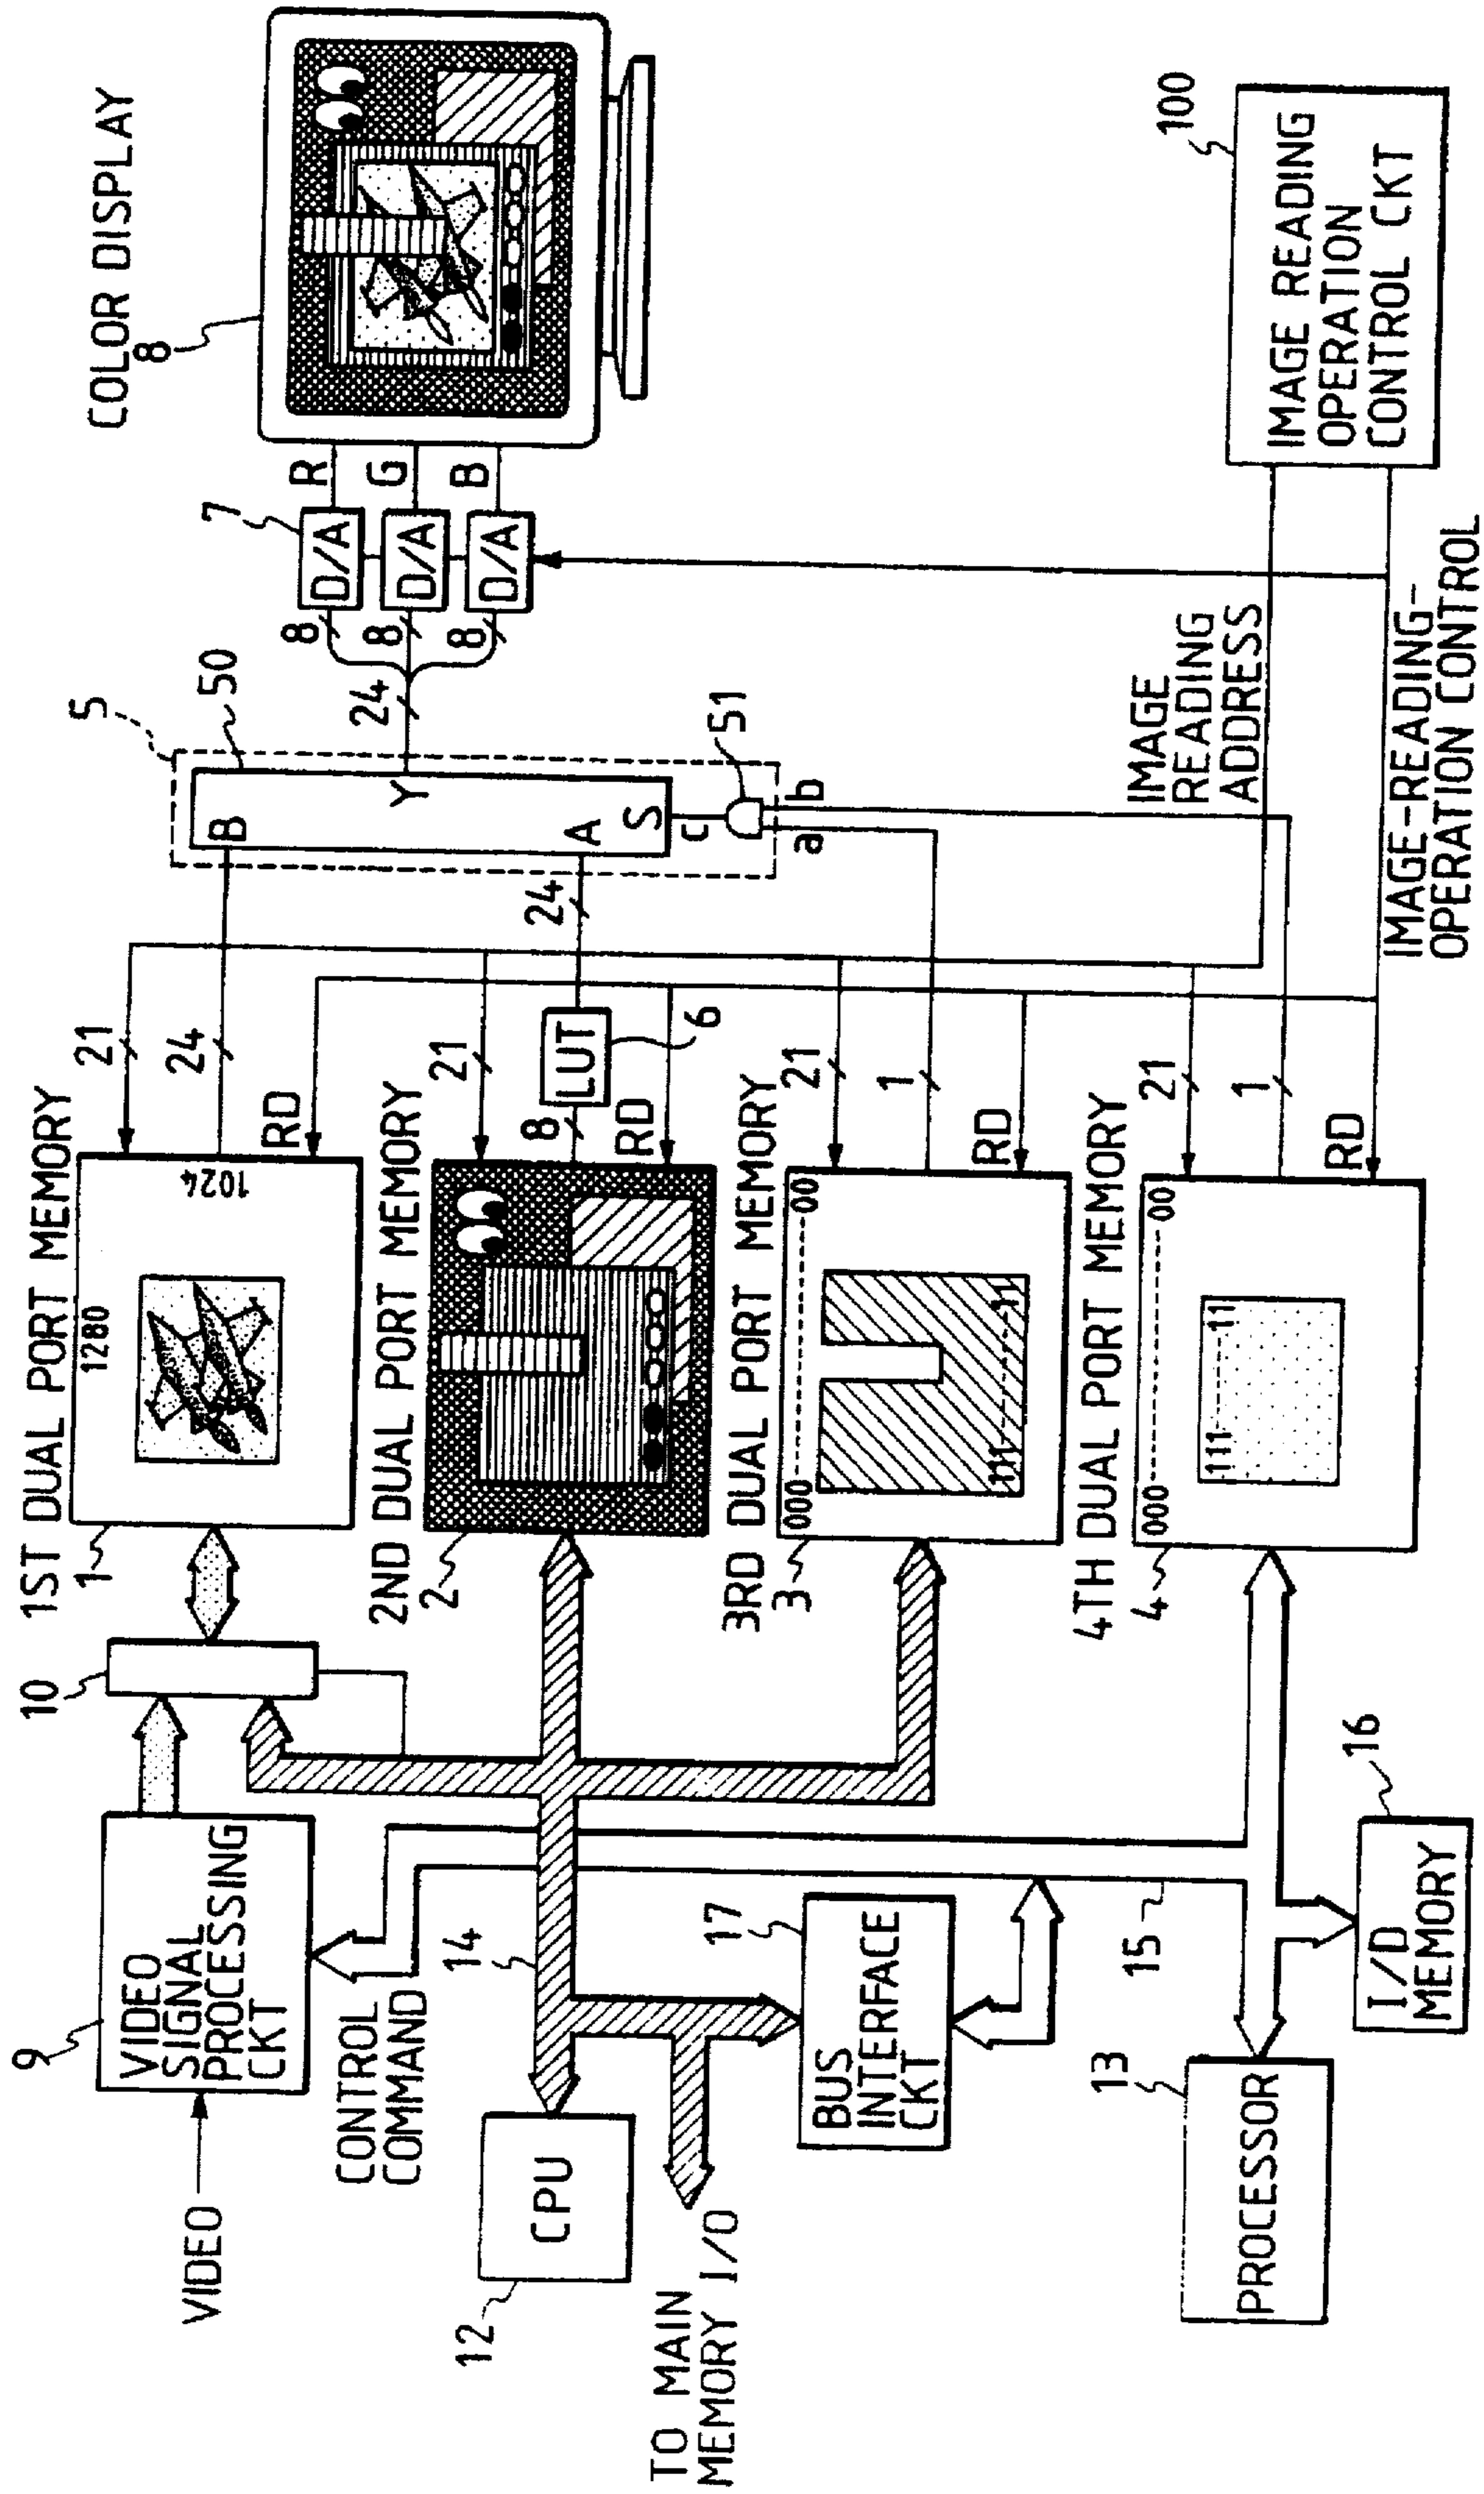 COLOR DISPLAY
8
R
G
B
7
D/A
D/A
D/A
8
8
8
24
5
50
B
Y
A
S
c
51
a
b
24
100
IMAGE READING
OPERATION
CONTROL CKT
IMAGE
READING
ADDRESS
IMAGE-READING-
OPERATION CONTROL
1ST DUAL PORT MEMORY
1
1280
1024
21
24
RD
2ND DUAL PORT MEMORY
2
21
8
LUT
6
RD
3RD DUAL PORT MEMORY
3
000-----00
111----11
21
1
RD
4TH DUAL PORT MEMORY
4
000-----00
111----11
21
1
RD
10
9
VIDEO
SIGNAL
PROCESSING
CKT
VIDEO
CONTROL
COMMAND
14
12
CPU
TO MAIN
MEMORY I/O
17
BUS
INTERFACE
CKT
15
13
PROCESSOR
16
I/D
MEMORY